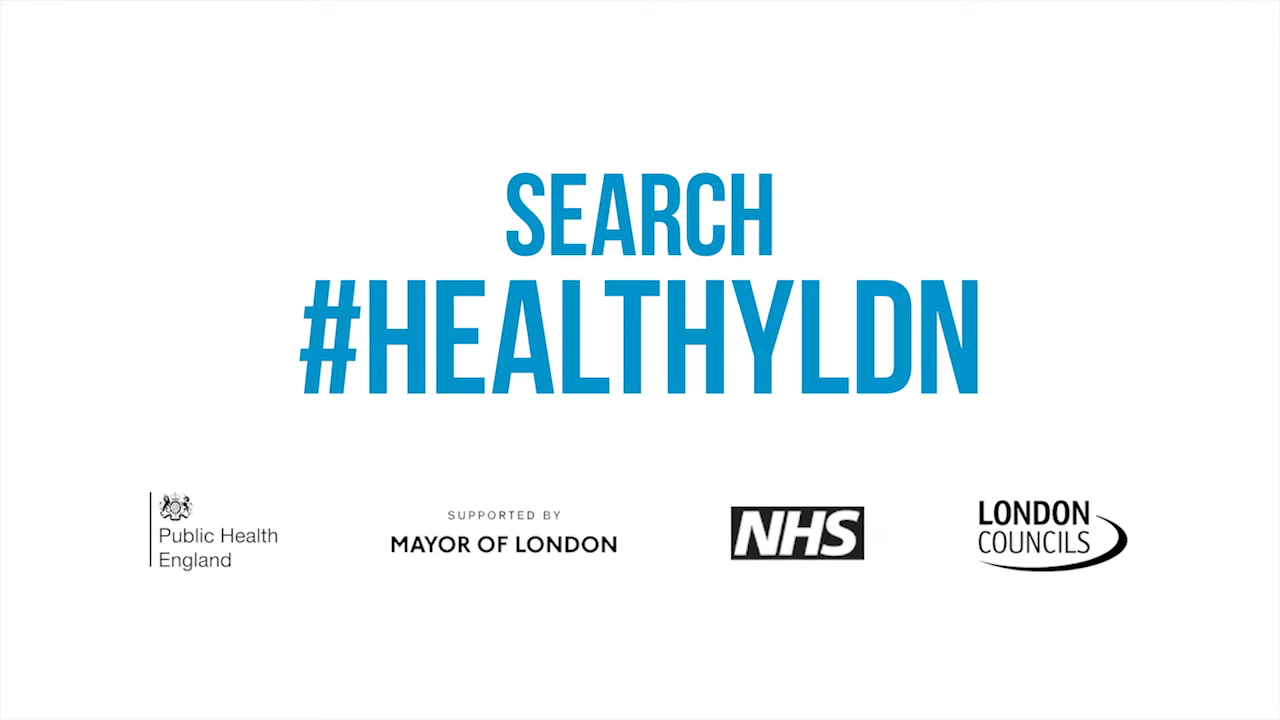 SEARCH
#HEALTHYLDN
Public Health
England
SUPPORTED BY
MAYOR OF LONDON
NHS
LONDON
COUNCILS